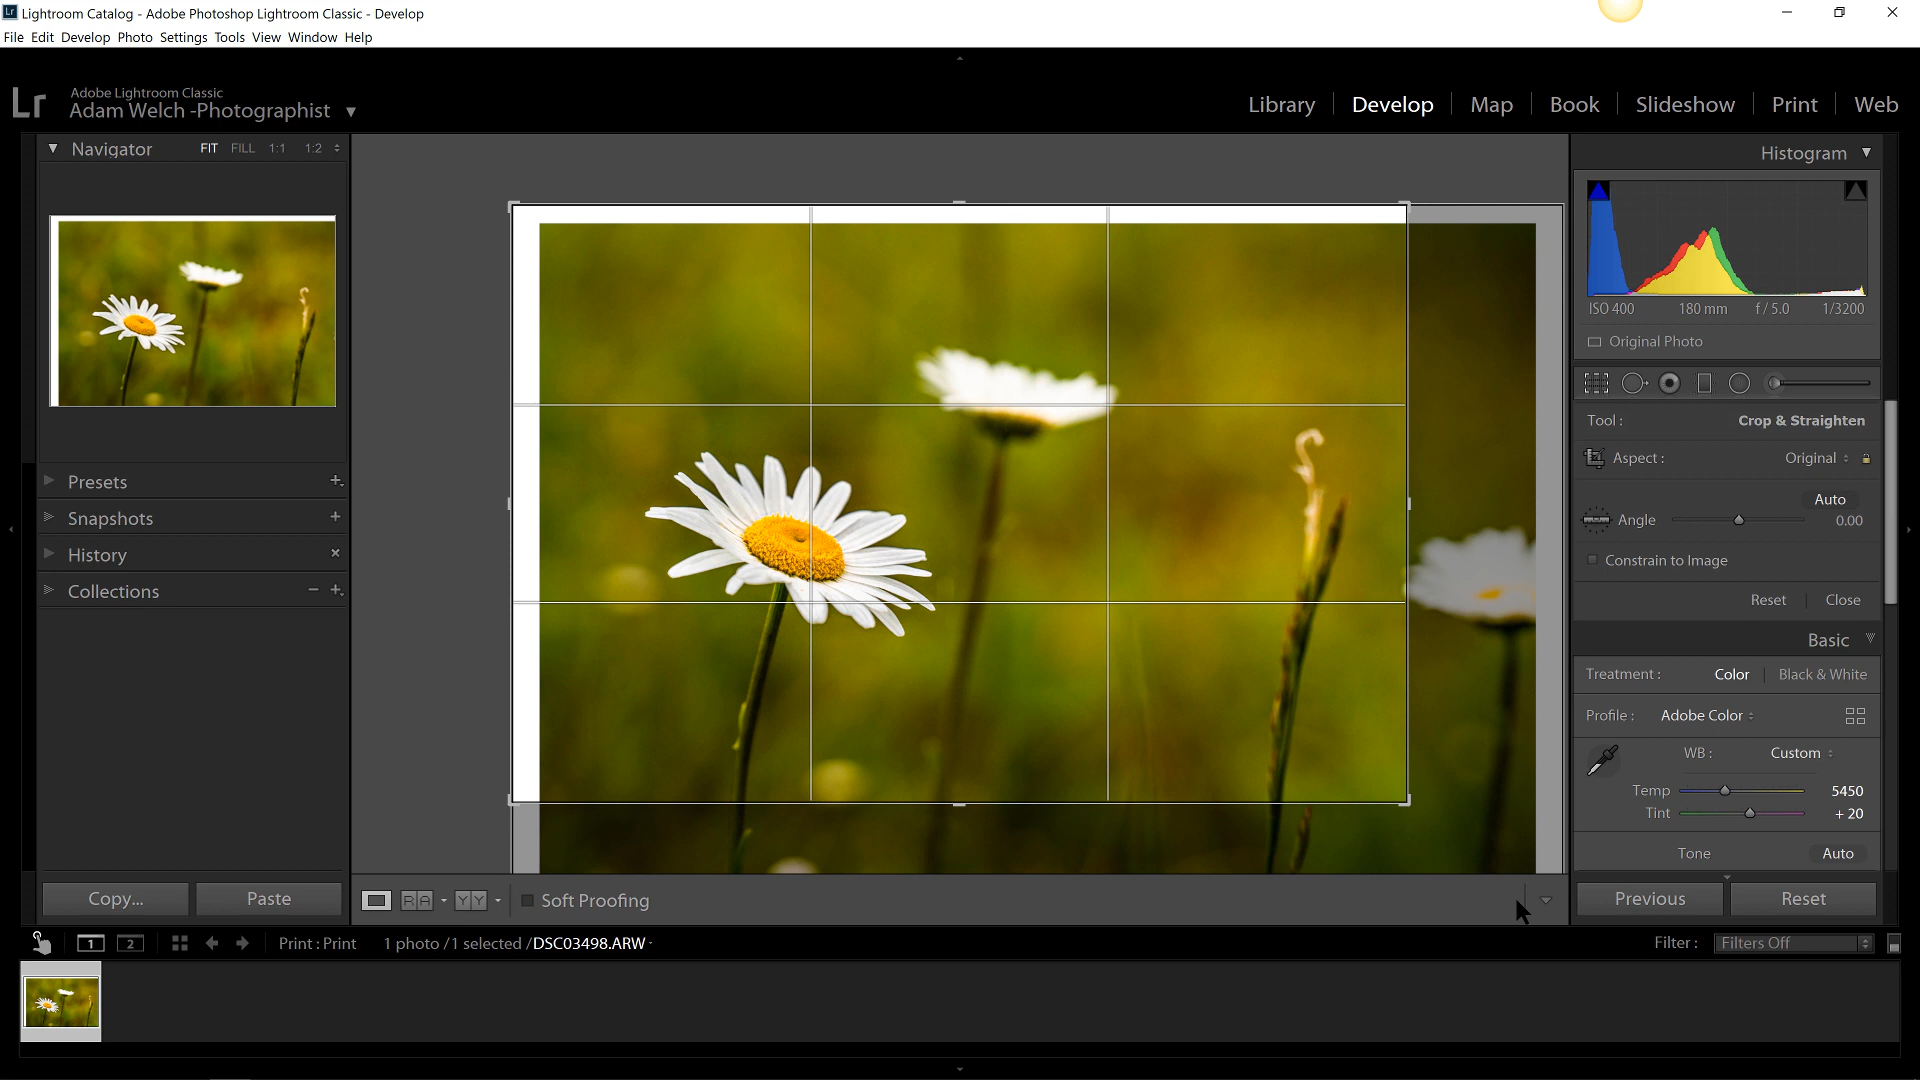 Lr Lightroom Catalog - Adobe Photoshop Lightroom Classic - Develop
File Edit Develop Photo Settings Tools View Window Help
Lr
Adobe Lightroom Classic
Adam Welch -Photographist
Library Develop Map Book Slideshow Print Web
Navigator FIT FILL 1:1 1:2
Presets
Snapshots
History
Collections
Copy... Paste
R A Y Y Soft Proofing
Histogram
ISO 400 180 mm f / 5.0 1/3200
Original Photo
Tool : Crop & Straighten
Aspect : Original
Auto
Angle 0.00
Constrain to Image
Reset Close
Basic
Treatment : Color Black & White
Profile : Adobe Color
WB : Custom
Temp 5450
Tint + 20
Tone Auto
Previous Reset
1 2 Print : Print 1 photo / 1 selected / DSC03498.ARW
Filter : Filters Off